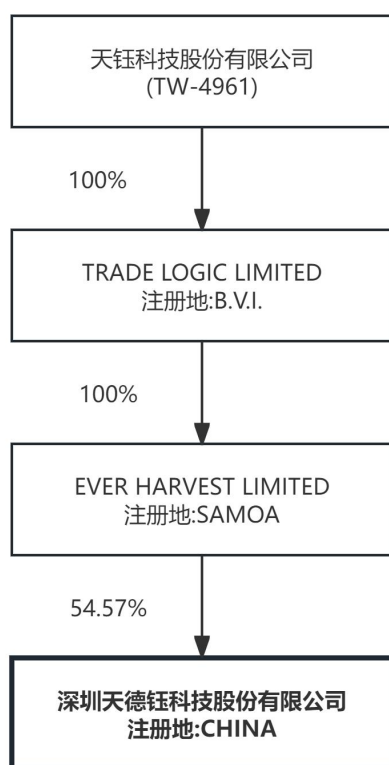 天钰科技股份有限公司
(TW-4961)
100%
TRADE LOGIC LIMITED
注册地:B.V.I.
100%
EVER HARVEST LIMITED
注册地:SAMOA
54.57%
深圳天德钰科技股份有限公司
注册地:CHINA